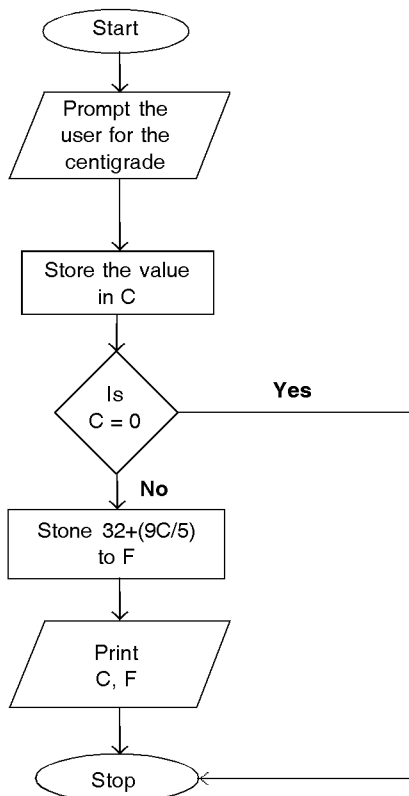 Start
Prompt the
user for the
centigrade
Store the value
in C
Is
C = 0
Yes
No
Stone 32+(9C/5)
to F
Print
C, F
Stop